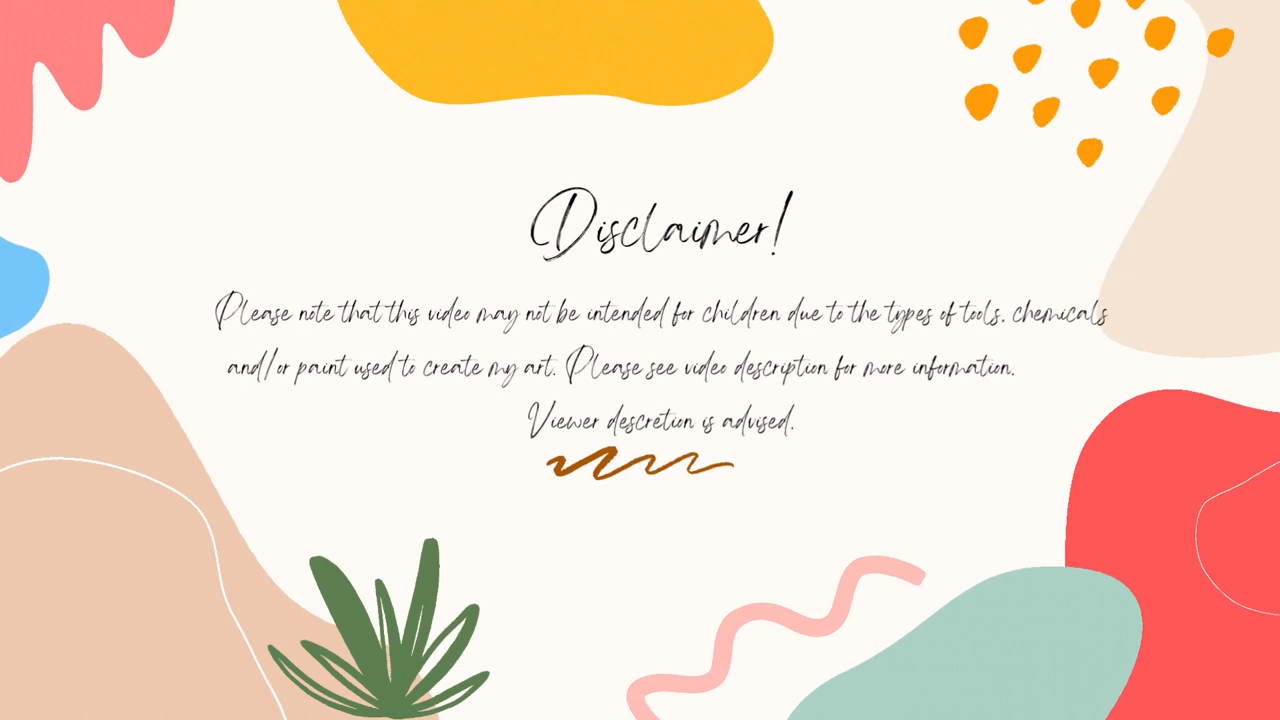 Disclaimer!
Please note that this video may not be intended for children due to the types of tools, chemicals
and/or paint used to create my art. Please see video description for more information.
Viewer descretion is advised.